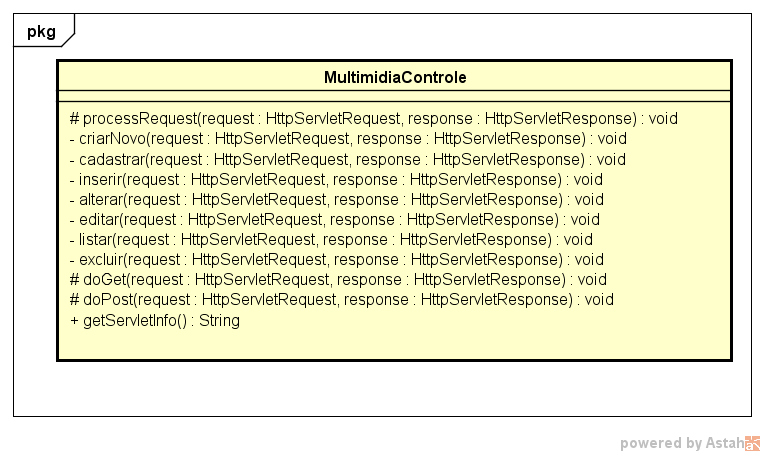 pkg
MultimidiaControle
# processRequest(request : HttpServletRequest, response : HttpServletResponse) : void
- criarNovo(request : HttpServletRequest, response : HttpServletResponse) : void
- cadastrar(request : HttpServletRequest, response : HttpServletResponse) : void
- inserir(request : HttpServletRequest, response : HttpServletResponse) : void
- alterar(request : HttpServletRequest, response : HttpServletResponse) : void
- editar(request : HttpServletRequest, response : HttpServletResponse) : void
- listar(request : HttpServletRequest, response : HttpServletResponse) : void
- excluir(request : HttpServletRequest, response : HttpServletResponse) : void
# doGet(request : HttpServletRequest, response : HttpServletResponse) : void
# doPost(request : HttpServletRequest, response : HttpServletResponse) : void
+ getServletInfo() : String
powered by Astah